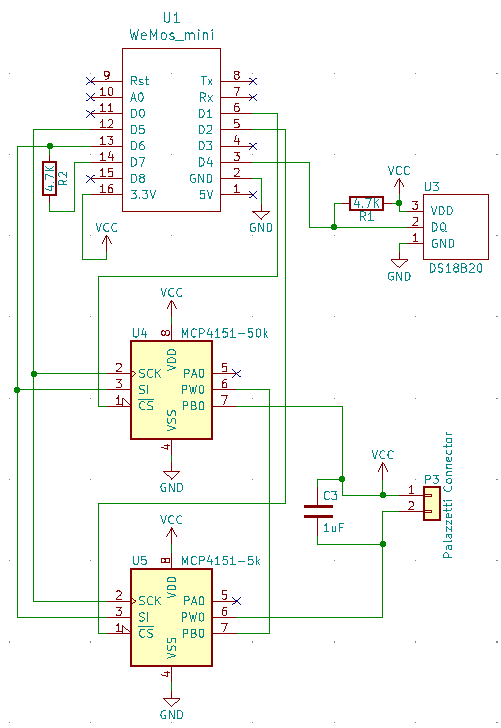 U1
WeMos_mini
9 Rst Tx 8
10 A0 Rx 7
11 D0 D1 6
12 D5 D2 5
13 D6 D3 4
14 D7 D4 3
15 D8 GND 2
16 3.3V 5V 1
4.7K R2
VCC
GND
VCC
4.7K
R1
U3
3 VDD
2 DQ
1 GND
DS18B20
GND
VCC
U4 MCP4151-50k
8 VDD
2 SCK PA0 5
3 SI PW0 6
1 CS PB0 7
VSS 4
GND
VCC
C3
1uF
P3
1
2
Palazzetti Connector
VCC
U5 MCP4151-5k
8 VDD
2 SCK PA0 5
3 SI PW0 6
1 CS PB0 7
VSS 4
GND